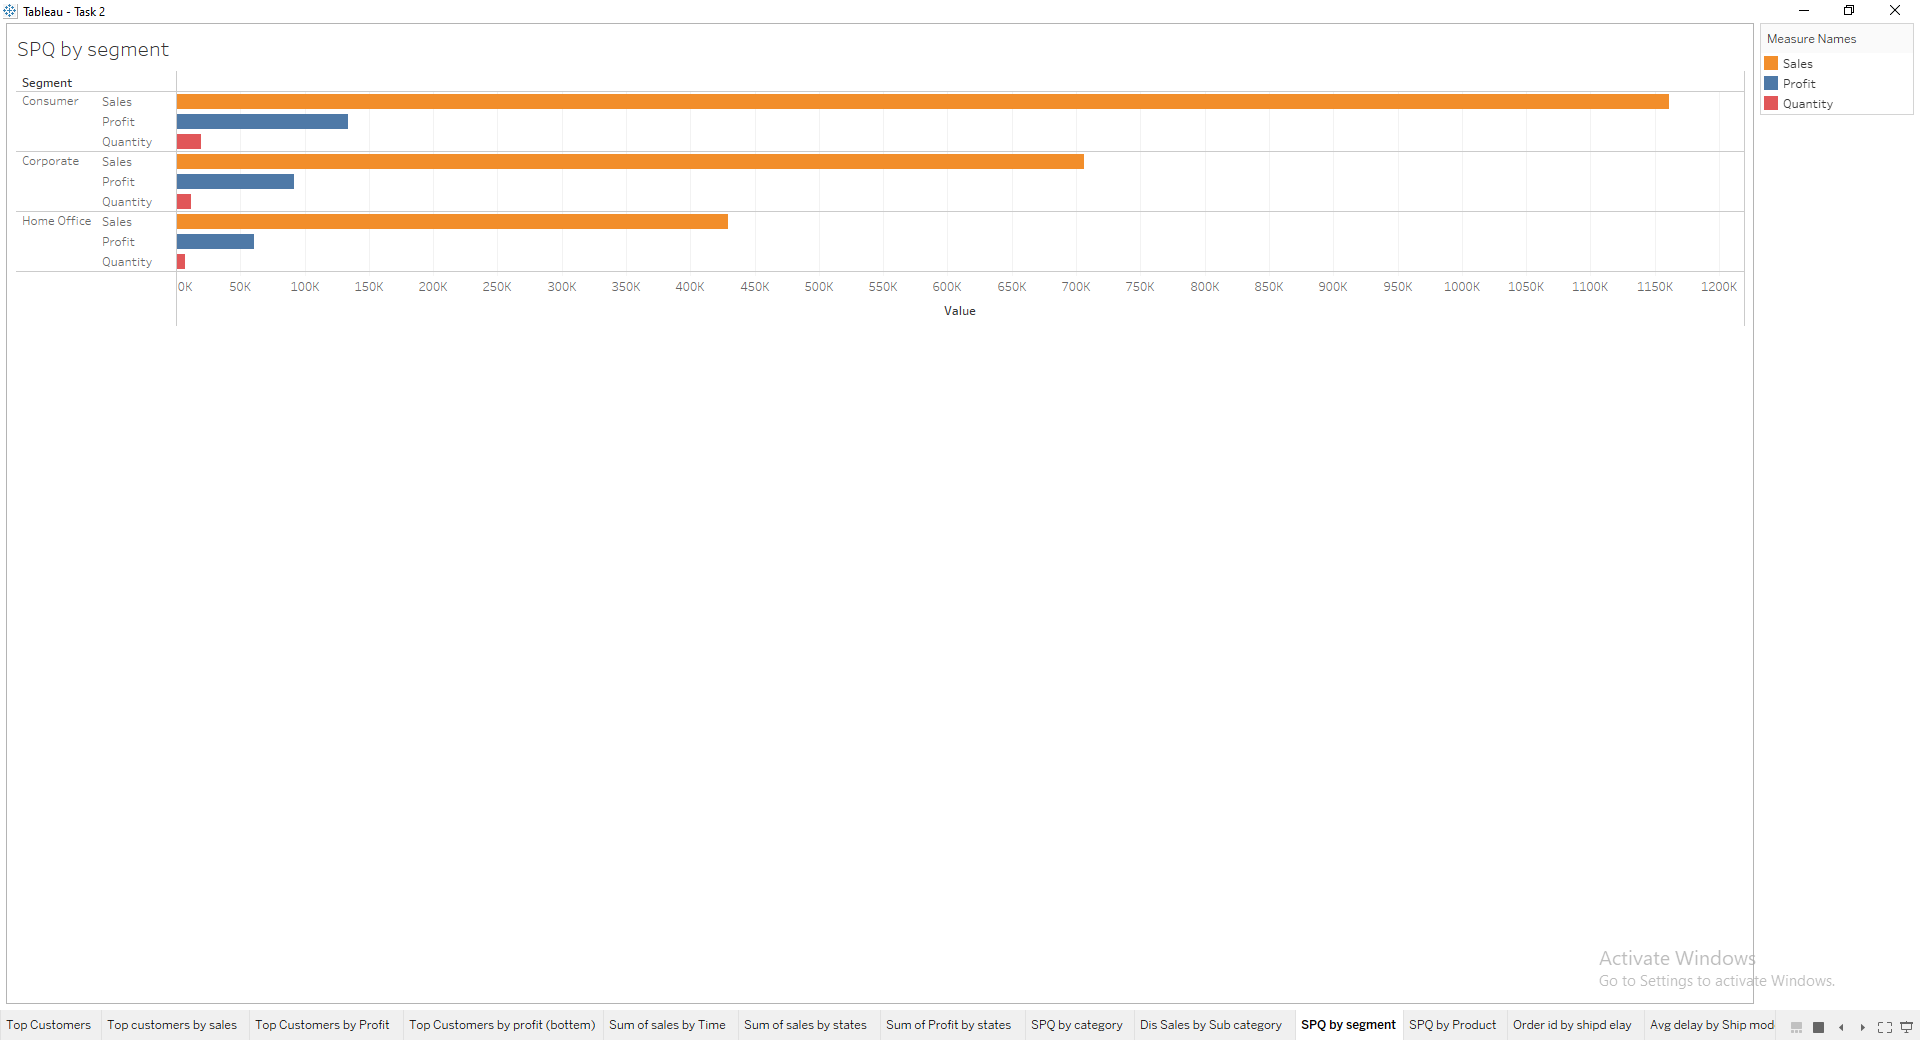 Tableau - Task 2
SPQ by segment
Segment
Consumer Sales
Profit
Quantity
Corporate Sales
Profit
Quantity
Home Office Sales
Profit
Quantity
0K 50K 100K 150K 200K 250K 300K 350K 400K 450K 500K 550K 600K 650K 700K 750K 800K 850K 900K 950K 1000K 1050K 1100K 1150K 1200K
Value
Measure Names
Sales
Profit
Quantity
Activate Windows
Go to Settings to activate Windows.
Top Customers Top customers by sales Top Customers by Profit Top Customers by profit (bottem) Sum of sales by Time Sum of sales by states Sum of Profit by states SPQ by category Dis Sales by Sub category SPQ by segment SPQ by Product Order id by shipd elay Avg delay by Ship mod